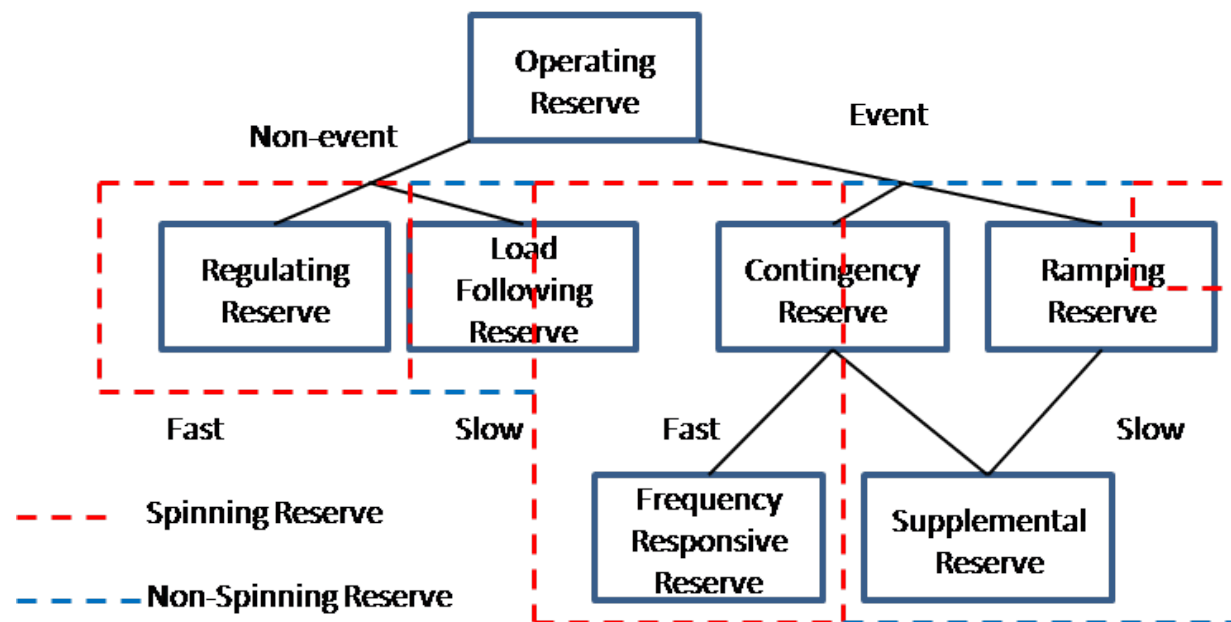 Operating
Reserve
Non-event
Event
Regulating
Reserve
Load
Following
Reserve
Contingency
Reserve
Ramping
Reserve
Fast
Slow
Fast
Slow
Frequency
Responsive
Reserve
Supplemental
Reserve
Spinning Reserve
Non-Spinning Reserve